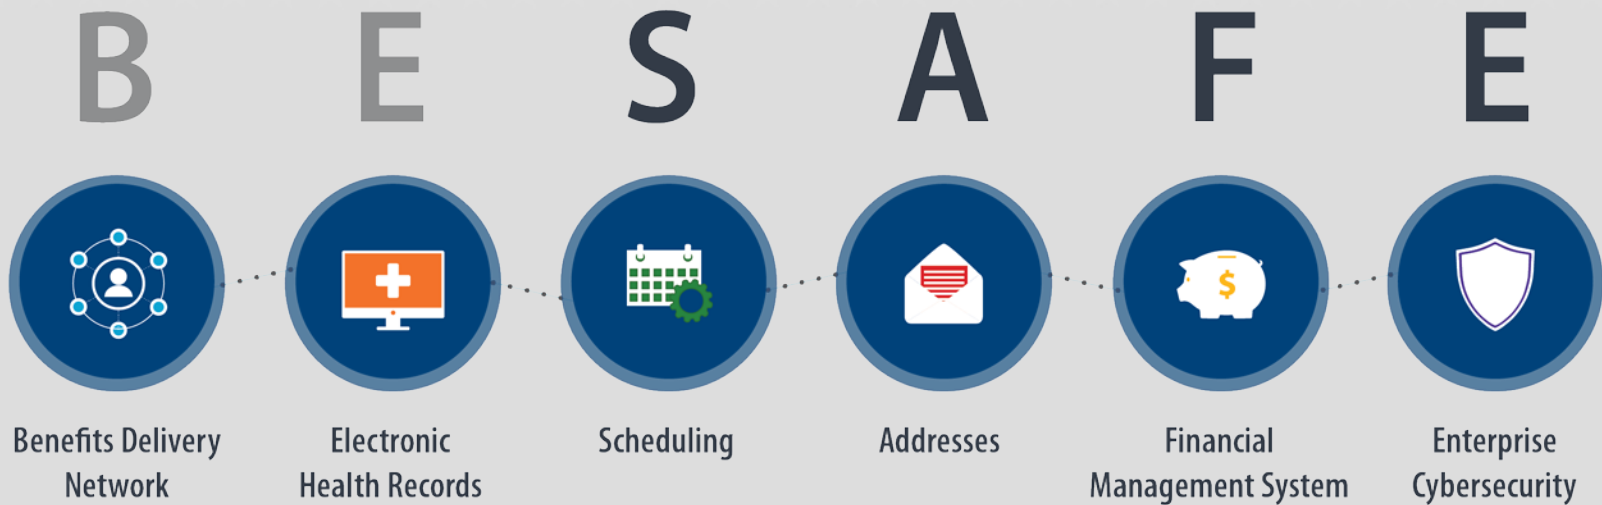 B E S A F E
$
Benefits Delivery
Network
Electronic
Health Records
Scheduling
Addresses
Financial
Management System
Enterprise
Cybersecurity